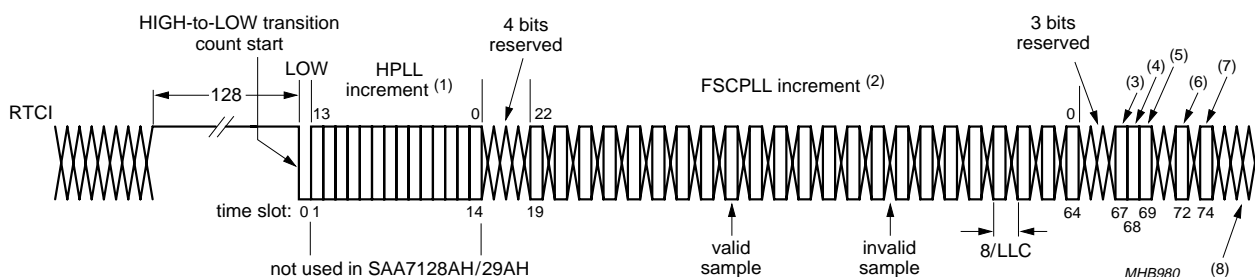 HIGH-to-LOW transition
count start
4 bits
reserved
3 bits
reserved
LOW
HPLL
increment (1)
FSCPLL increment (2)
(3)
(4)
(5)
(6)
(7)
128
13
0
22
0
RTCI
time slot:
0
1
14
19
64
67
68
69
72
74
valid
sample
invalid
sample
8/LLC
not used in SAA7128AH/29AH
MHB980
(8)